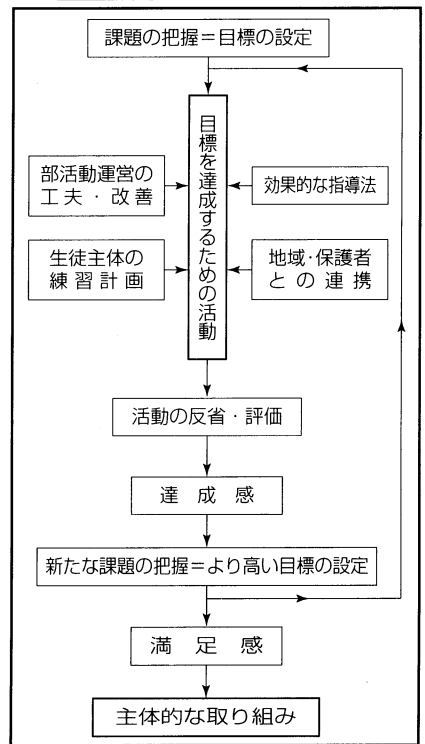 課題の把握＝目標の設定
目標を達成するための活動
部活動運営の
工夫・改善
効果的な指導法
生徒主体の
練習計画
地域・保護者
との連携
活動の反省・評価
達成感
新たな課題の把握＝より高い目標の設定
満足感
主体的な取り組み